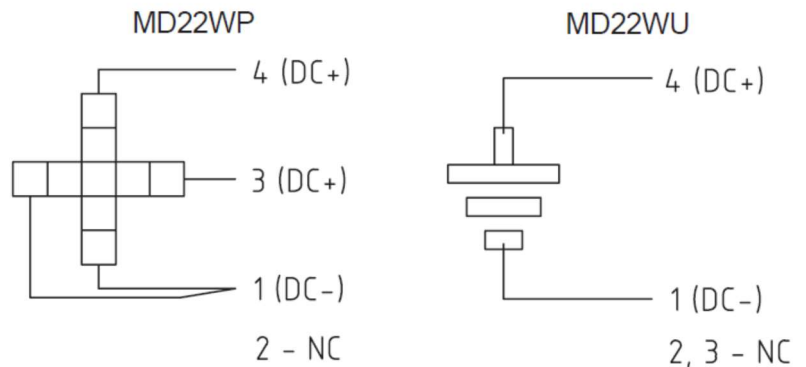 MD22WP
4 (DC+)
3 (DC+)
1 (DC-)
2 - NC
MD22WU
4 (DC+)
1 (DC-)
2, 3 - NC